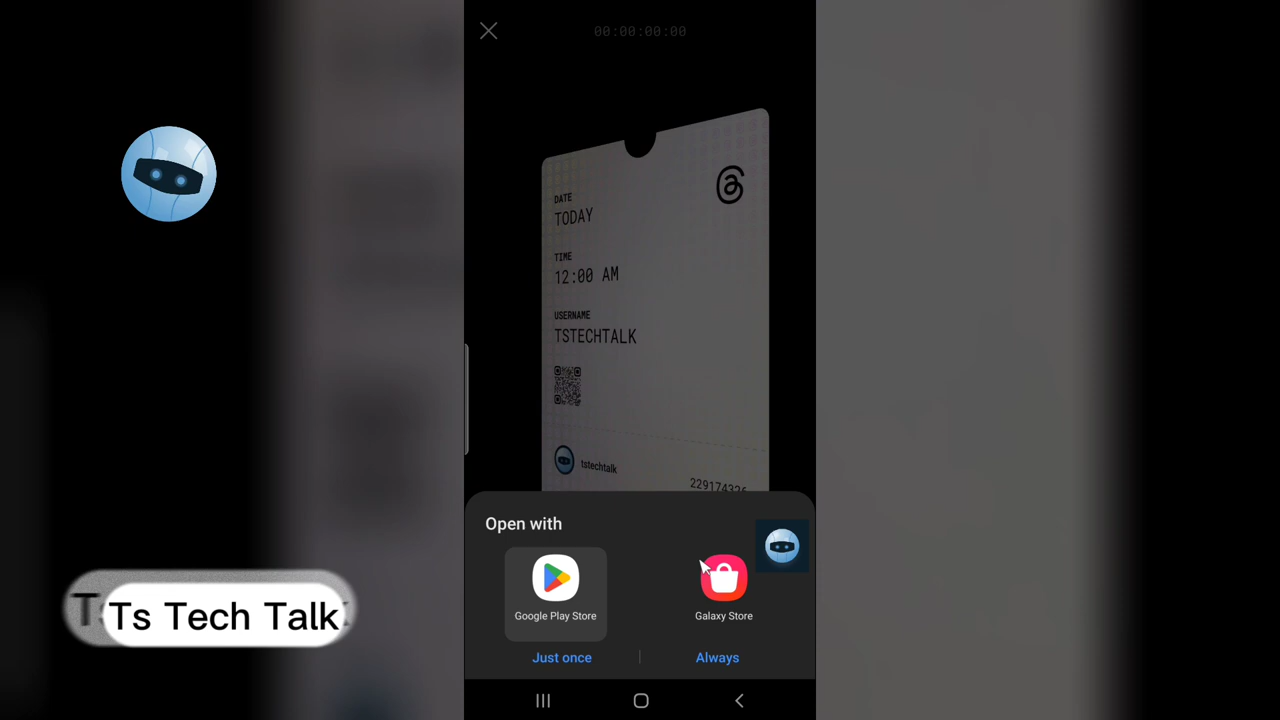 00:00:00:00
DATE
TODAY
TIME
12:00 AM
USERNAME
TSTECHTALK
tstechtalk
Open with
Google Play Store
Galaxy Store
Just once
Always
Ts Tech Talk